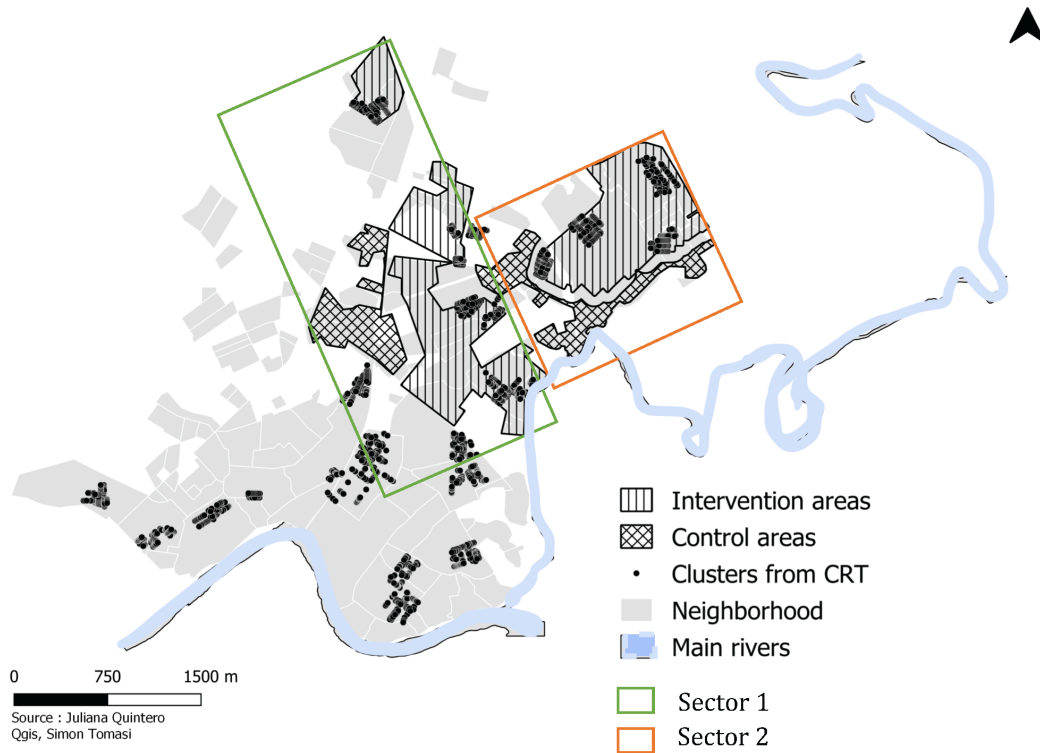 Intervention areas
Control areas
Clusters from CRT
Neighborhood
Main rivers
0 750 1500 m
Source : Juliana Quintero
Qgis, Simon Tomasi
Sector 1
Sector 2